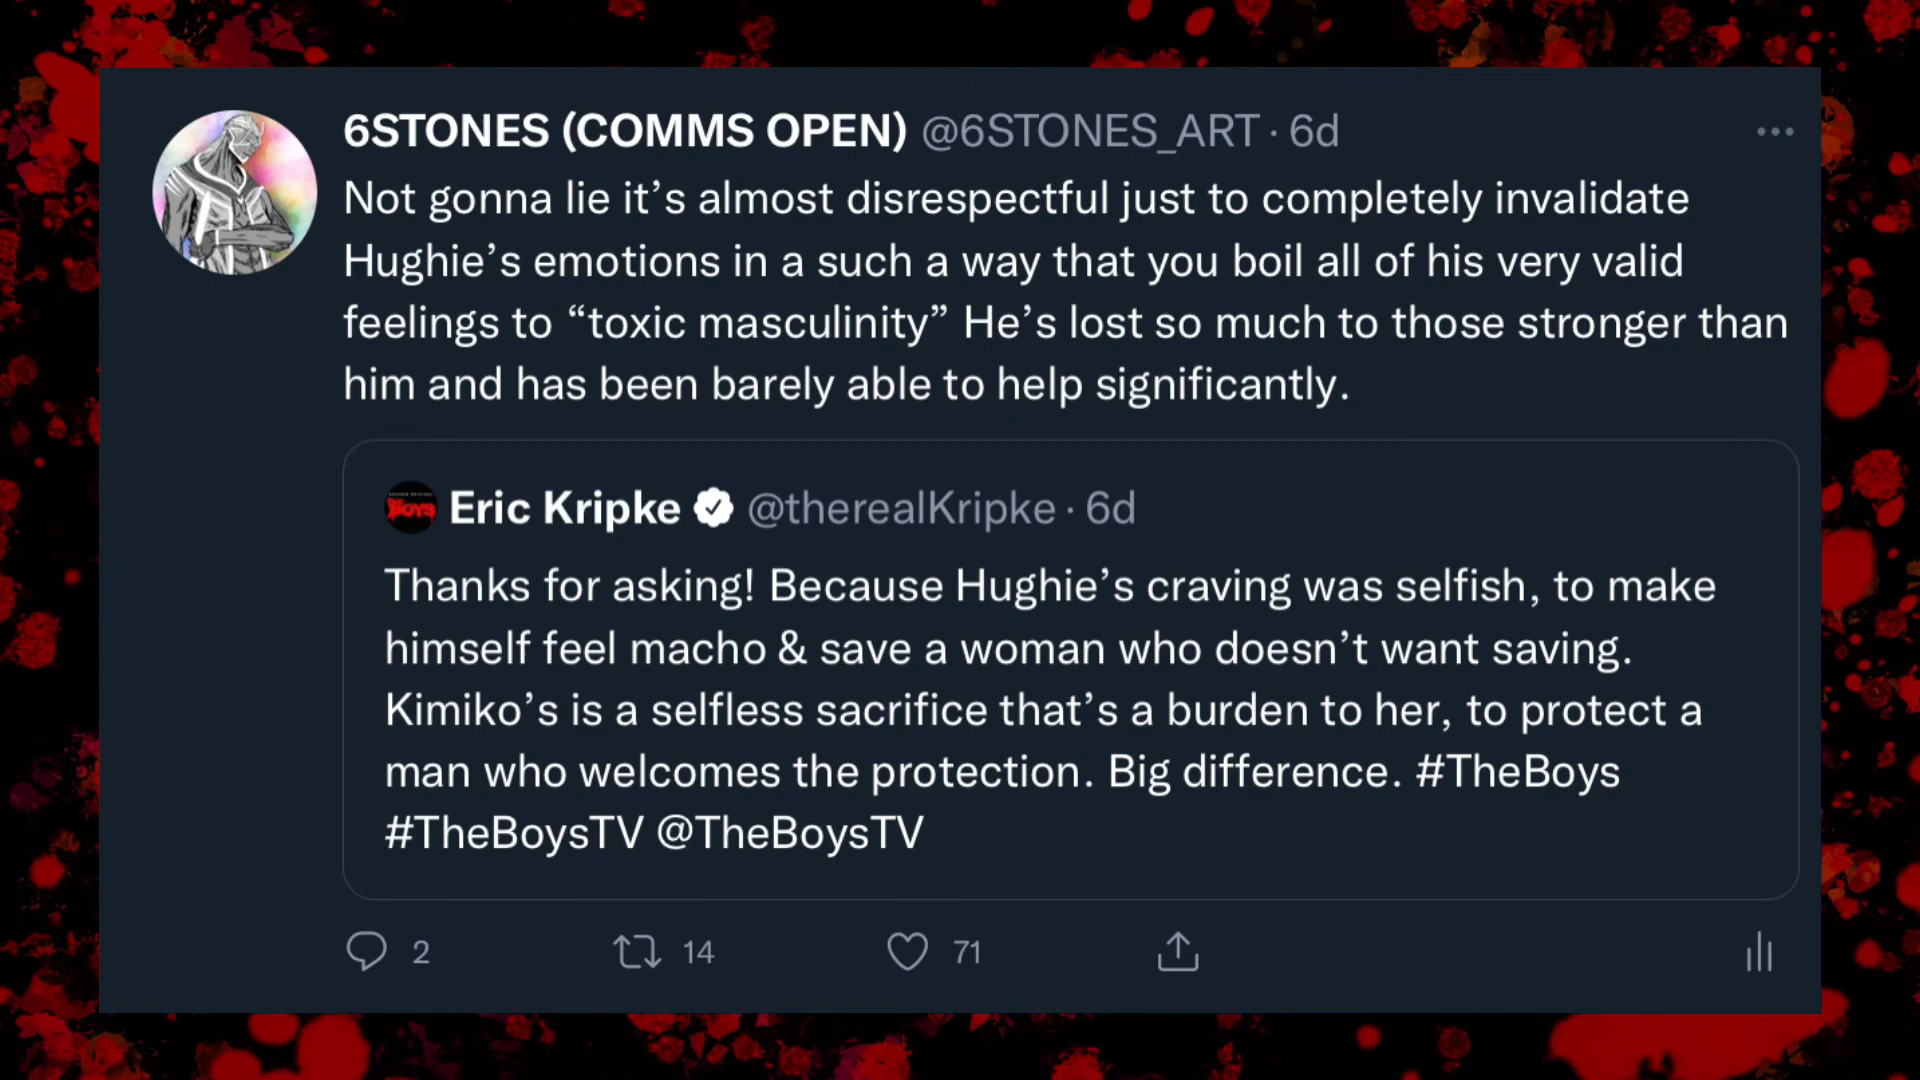 6STONES (COMMS OPEN) @6STONES_ART · 6d
Not gonna lie it’s almost disrespectful just to completely invalidate
Hughie’s emotions in a such a way that you boil all of his very valid
feelings to “toxic masculinity” He’s lost so much to those stronger than
him and has been barely able to help significantly.
BOYS
Eric Kripke @therealKripke · 6d
Thanks for asking! Because Hughie’s craving was selfish, to make
himself feel macho & save a woman who doesn’t want saving.
Kimiko’s is a selfless sacrifice that’s a burden to her, to protect a
man who welcomes the protection. Big difference. #TheBoys
#TheBoysTV @TheBoysTV
2 14 71